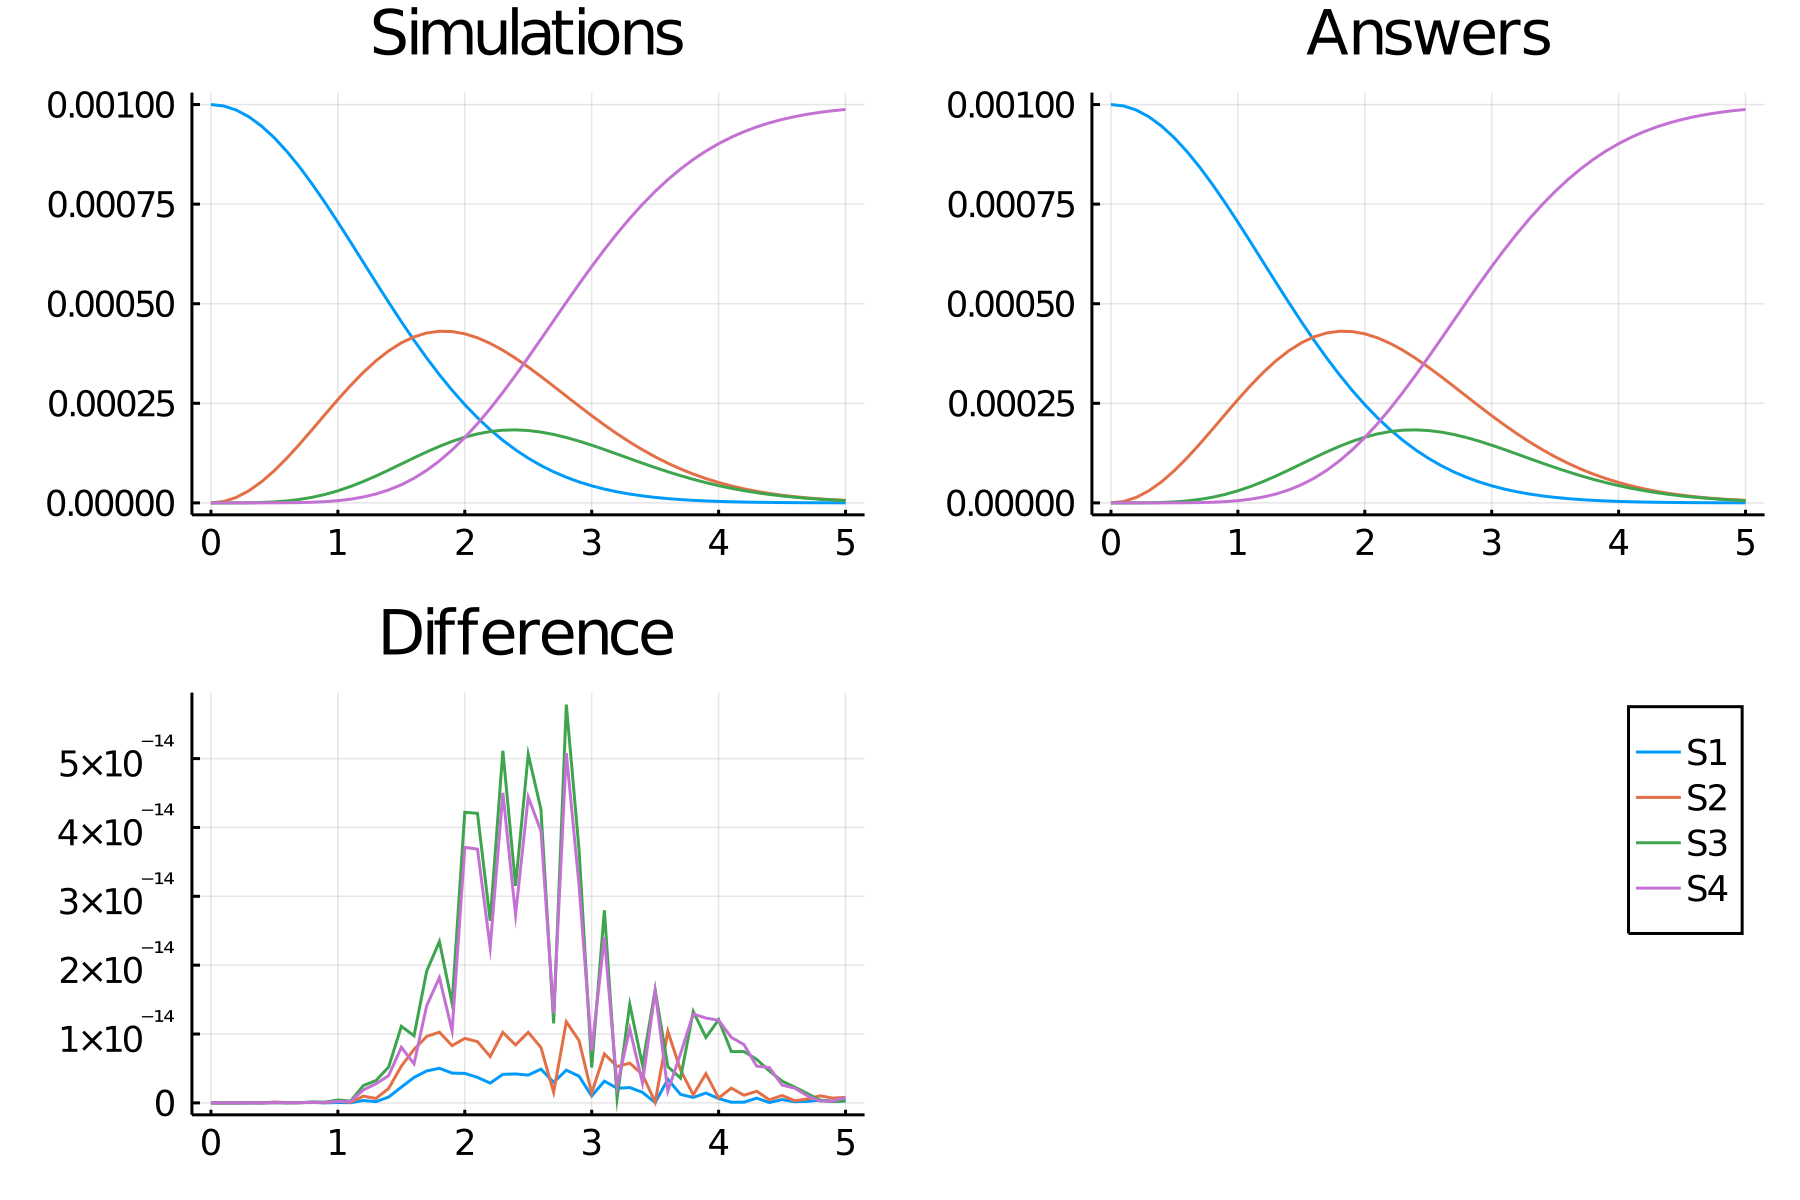 Simulations
0.00100
0.00075
0.00050
0.00025
0.00000
0 1 2 3 4 5
Answers
0.00100
0.00075
0.00050
0.00025
0.00000
0 1 2 3 4 5
Difference
5×10⁻¹⁴
4×10⁻¹⁴
3×10⁻¹⁴
2×10⁻¹⁴
1×10⁻¹⁴
0
0 1 2 3 4 5
S1
S2
S3
S4